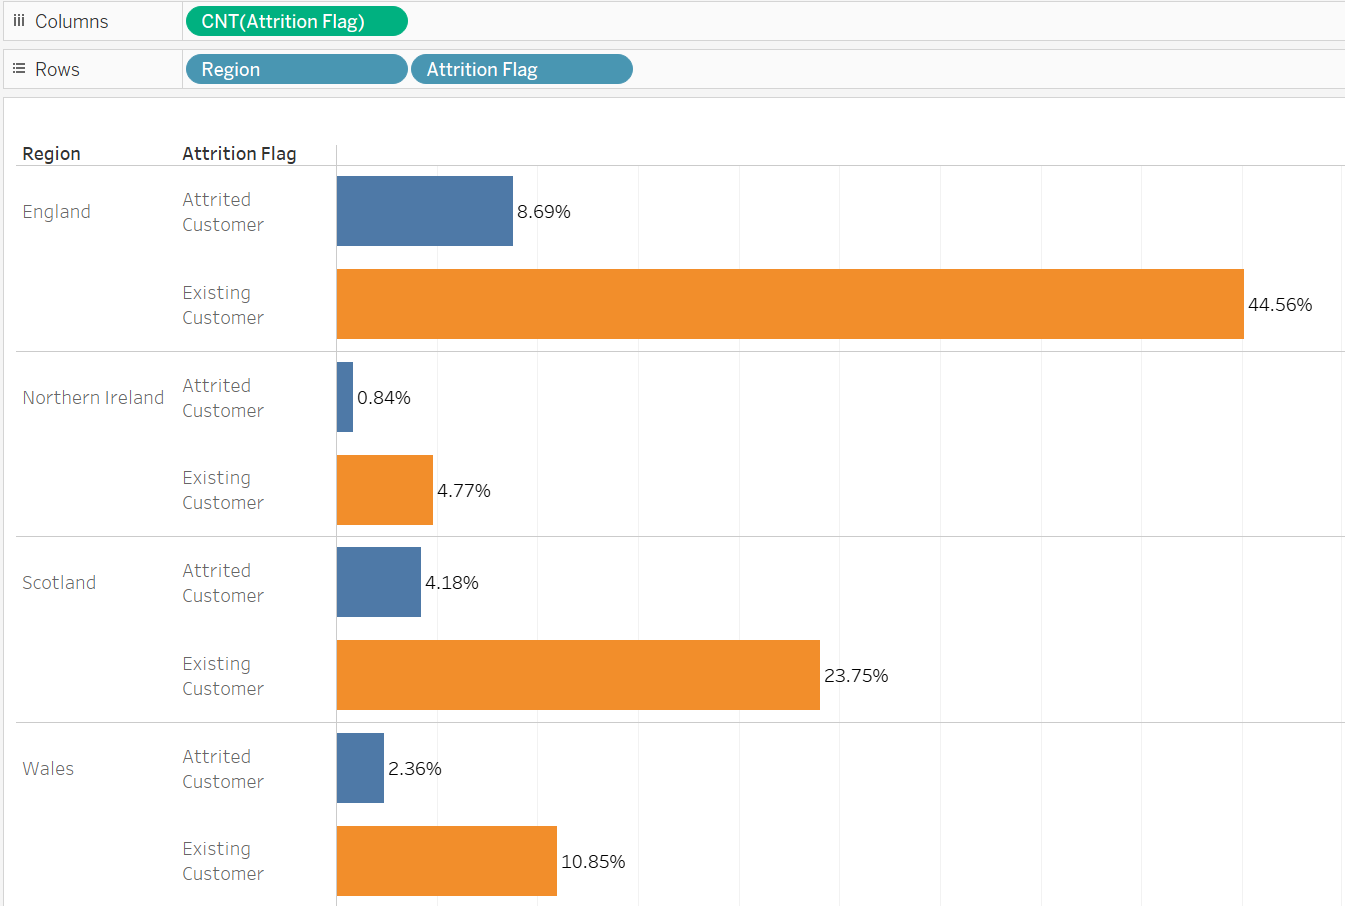 Columns CNT(Attrition Flag)
Rows Region Attrition Flag
Region Attrition Flag
England Attrited
Customer 8.69%
Existing
Customer 44.56%
Northern Ireland Attrited
Customer 0.84%
Existing
Customer 4.77%
Scotland Attrited
Customer 4.18%
Existing
Customer 23.75%
Wales Attrited
Customer 2.36%
Existing
Customer 10.85%